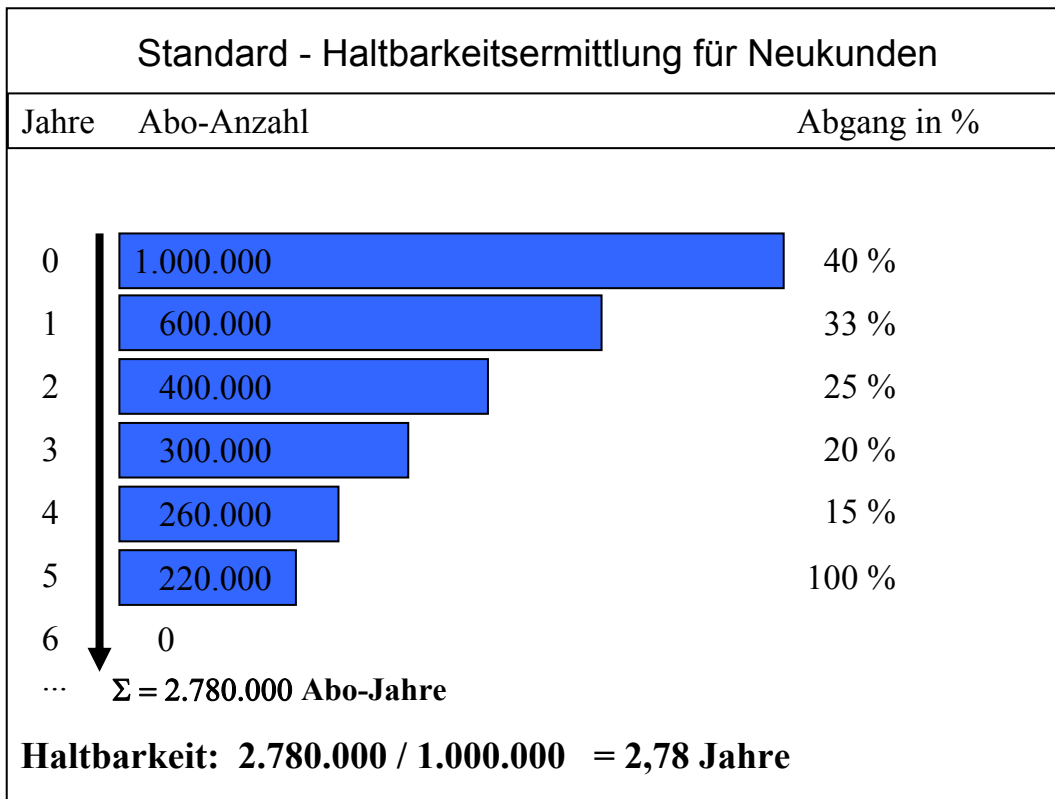 Standard - Haltbarkeitsermittlung für Neukunden
Jahre Abo-Anzahl Abgang in %
0 1.000.000 40 %
1 600.000 33 %
2 400.000 25 %
3 300.000 20 %
4 260.000 15 %
5 220.000 100 %
6 0
... Σ = 2.780.000 Abo-Jahre
Haltbarkeit: 2.780.000 / 1.000.000 = 2,78 Jahre